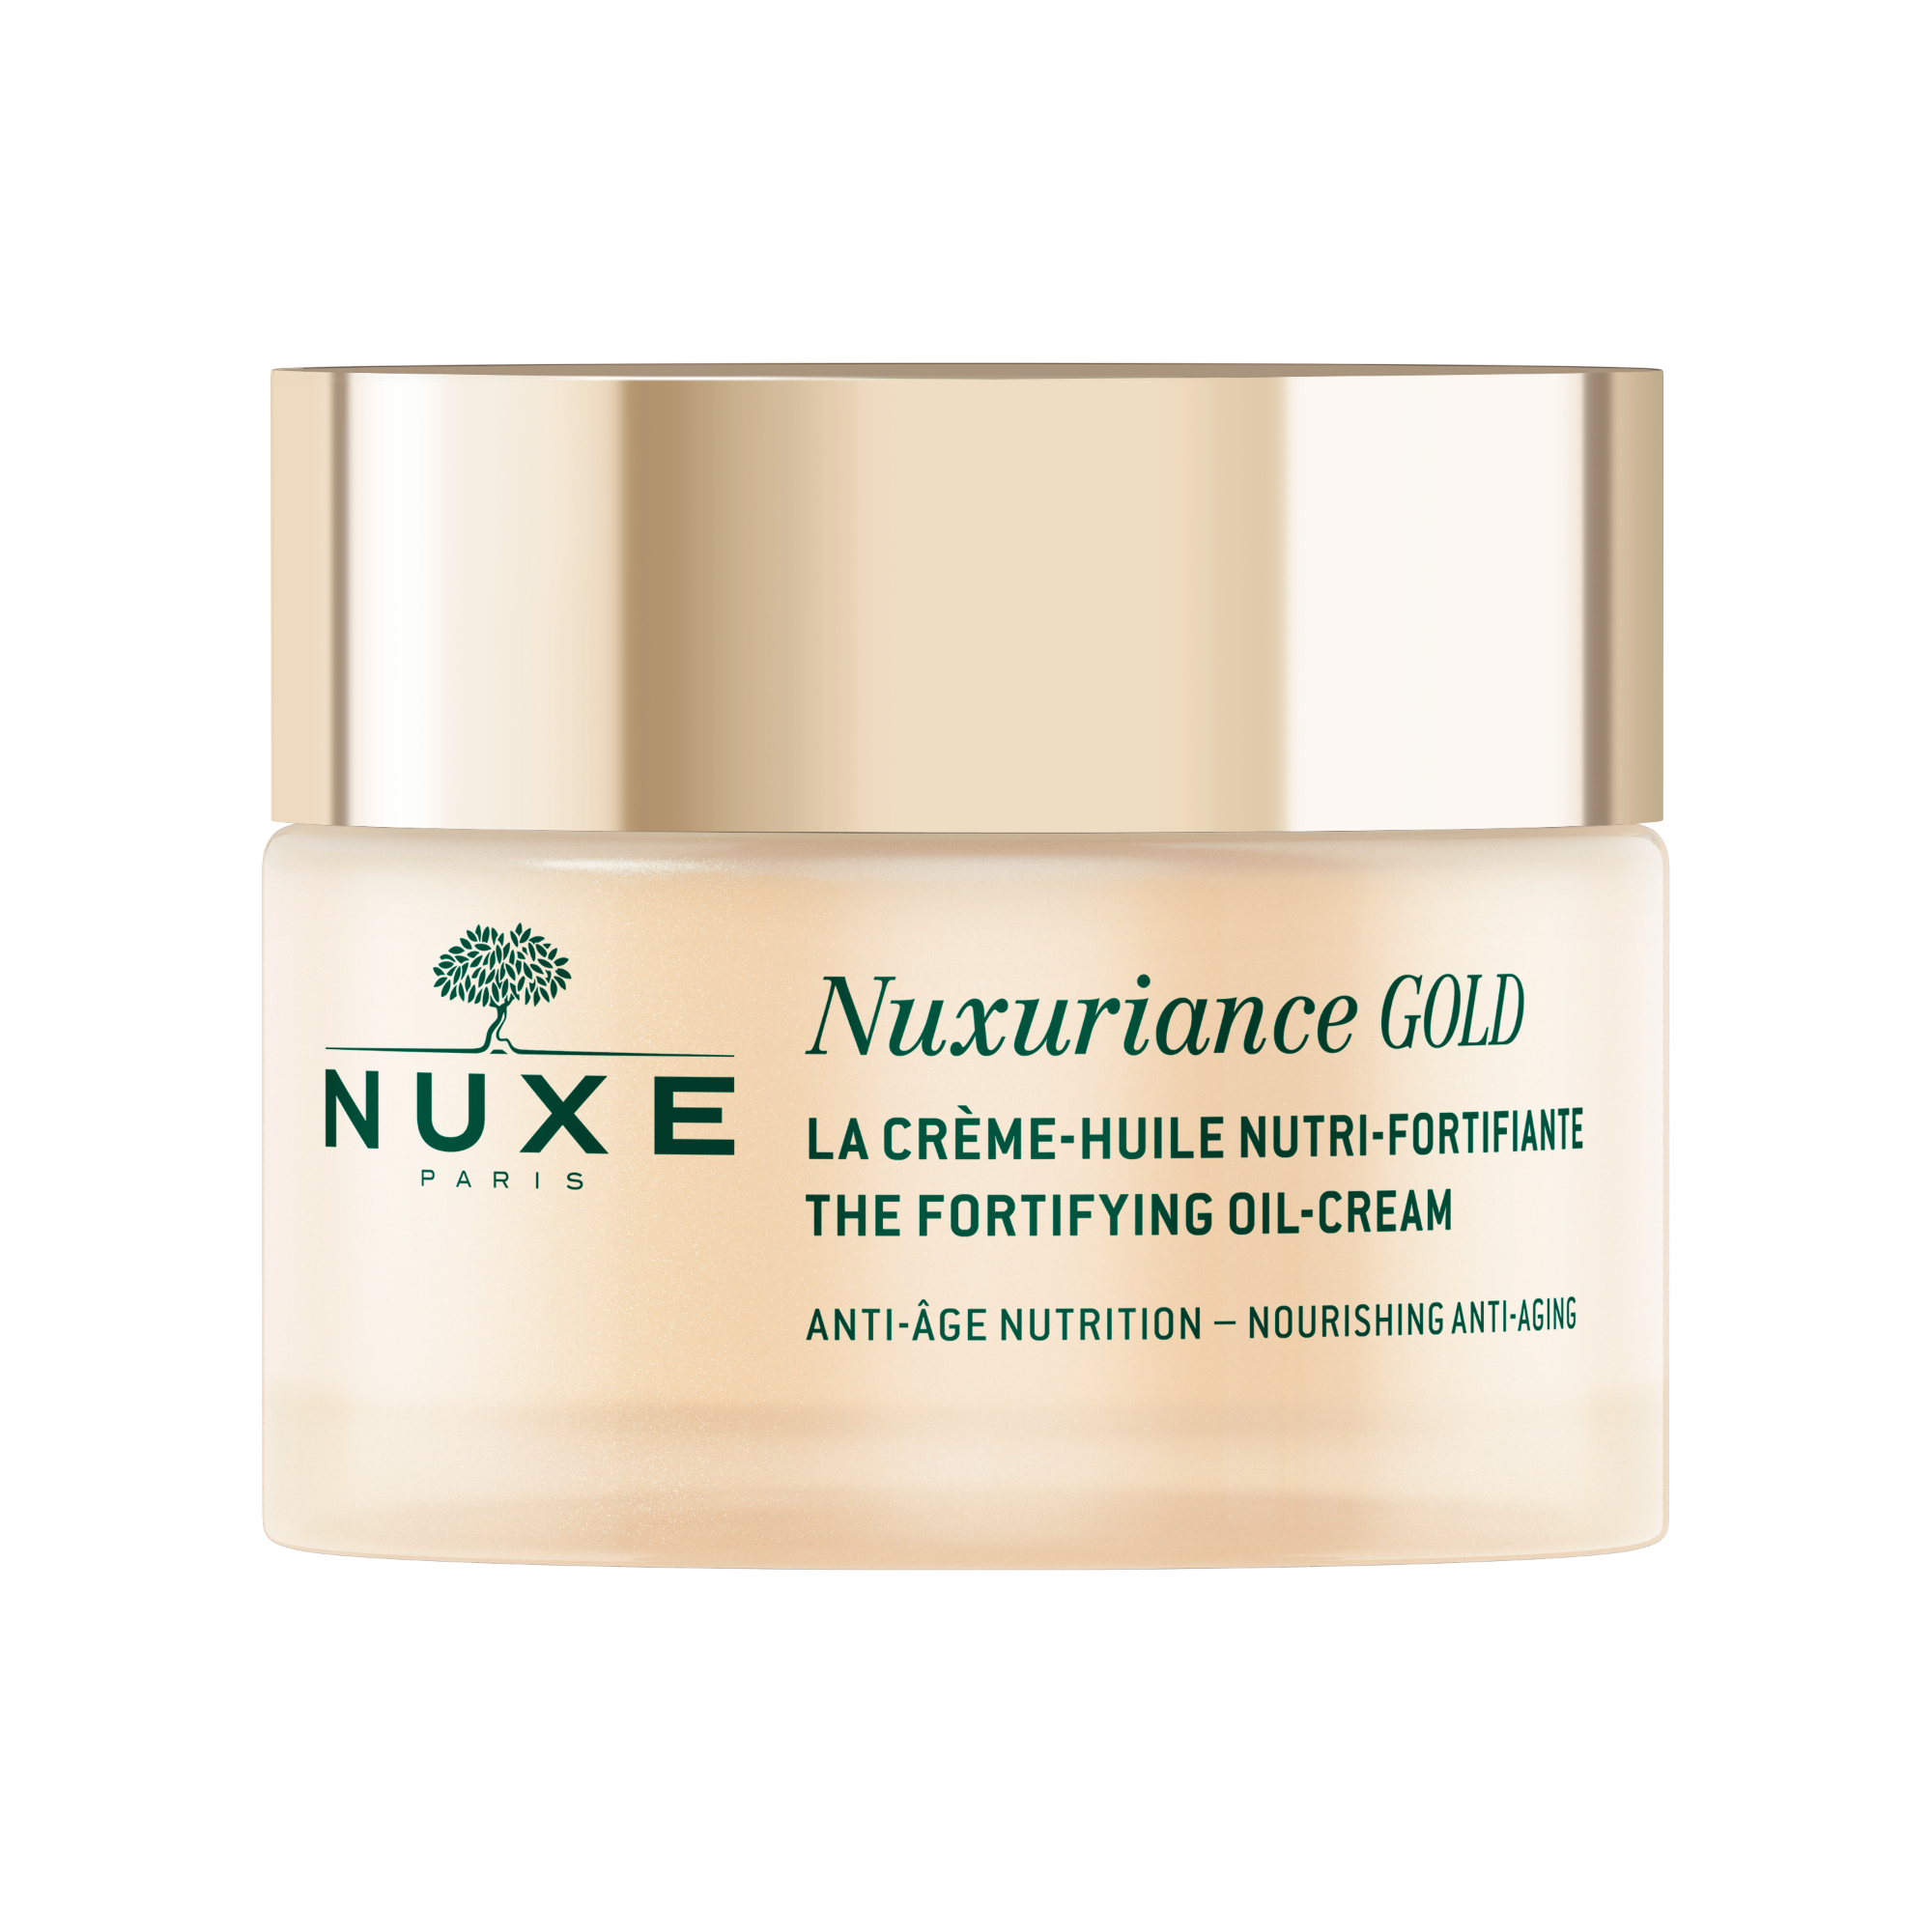 NUXE
PARIS
Nuxuriance GOLD
LA CRÈME-HUILE NUTRI-FORTIFIANTE
THE FORTIFYING OIL-CREAM
ANTI-ÂGE NUTRITION – NOURISHING ANTI-AGING